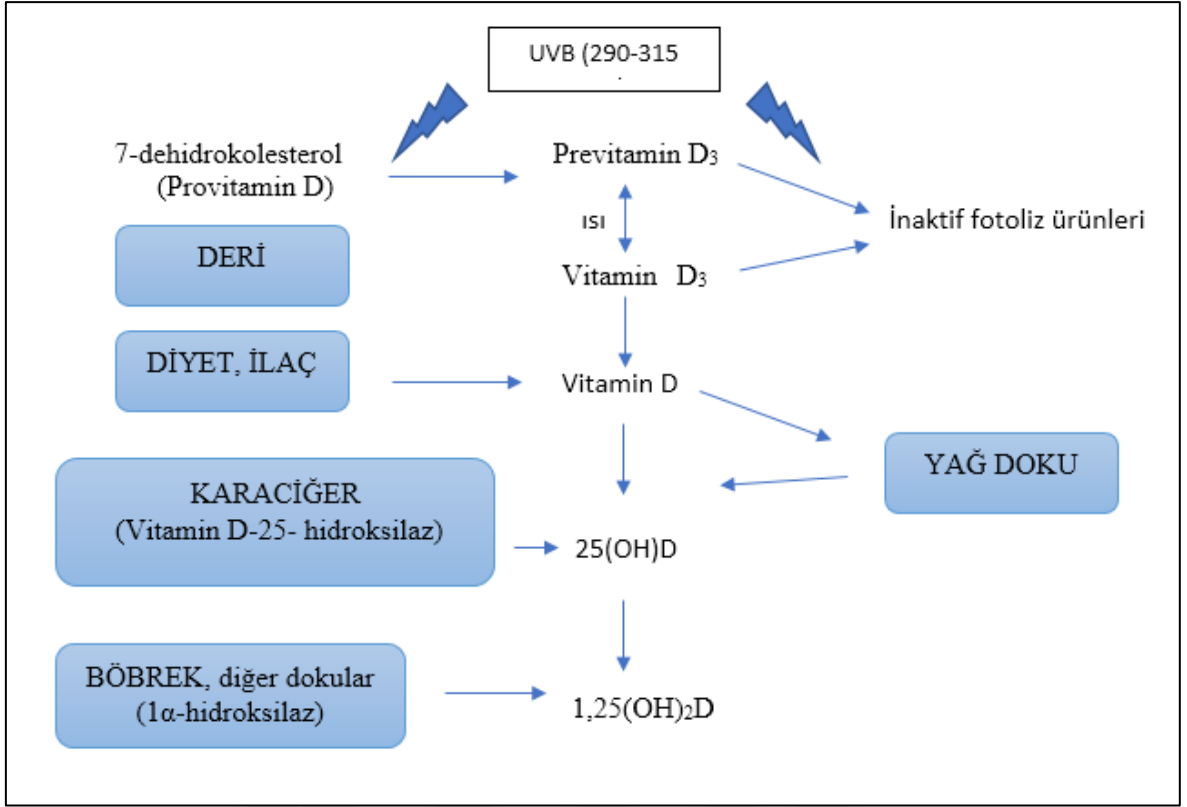 UVB (290-315
.
7-dehidrokolesterol
(Provitamin D)
Previtamin D₃
ısı
İnaktif fotoliz ürünleri
DERİ
Vitamin D₃
DİYET, İLAÇ
Vitamin D
YAĞ DOKU
KARACİĞER
(Vitamin D-25- hidroksilaz)
25(OH)D
BÖBREK, diğer dokular
(1α-hidroksilaz)
1,25(OH)₂D